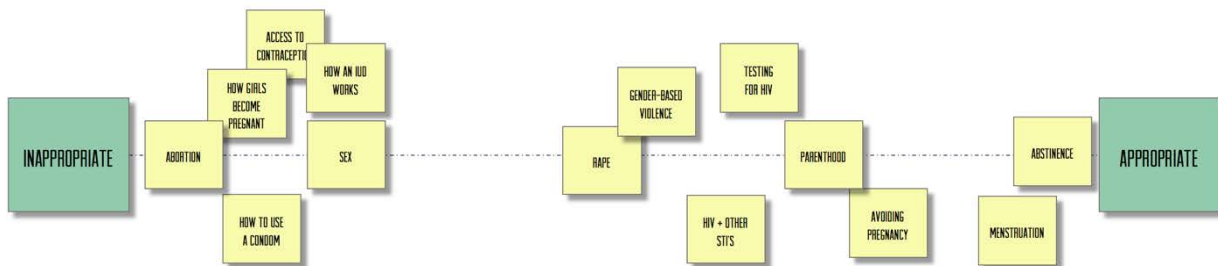 INAPPROPRIATE
ABORTION
HOW GIRLS
BECOME
PREGNANT
ACCESS TO
CONTRACEPTIO
HOW AN IUD
WORKS
SEX
HOW TO USE
A CONDOM
RAPE
GENDER-BASED
VIOLENCE
TESTING
FOR HIV
HIV + OTHER
STI'S
PARENTHOOD
AVOIDING
PREGNANCY
MENSTRUATION
ABSTINENCE
APPROPRIATE